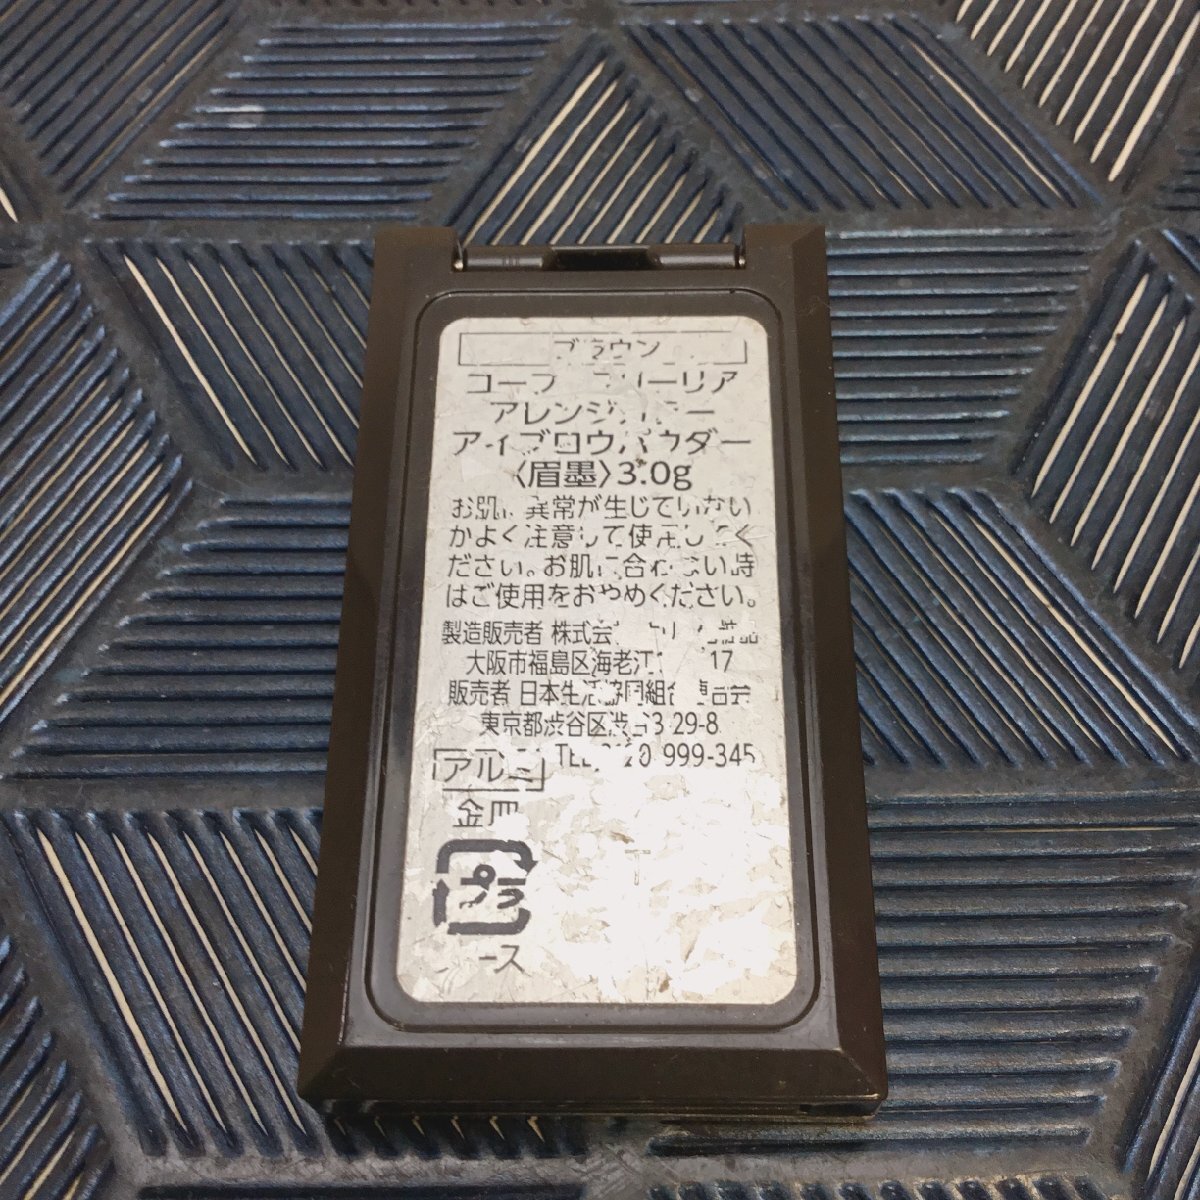 ブラウン
コープ
アイブロウパウダー
〈眉墨〉3.0g
お肌に異常が生じていない
かよく注意して使用してく
ださい。お肌に合わない時
はご使用をおやめください。
製造販売者 株式会社
大阪市福島区海老江 17
販売者 日本生活協同組合連合会
東京都渋谷区渋谷3-29-8
TEL 0120-999-345
アルミ
金皿
プラ
ース